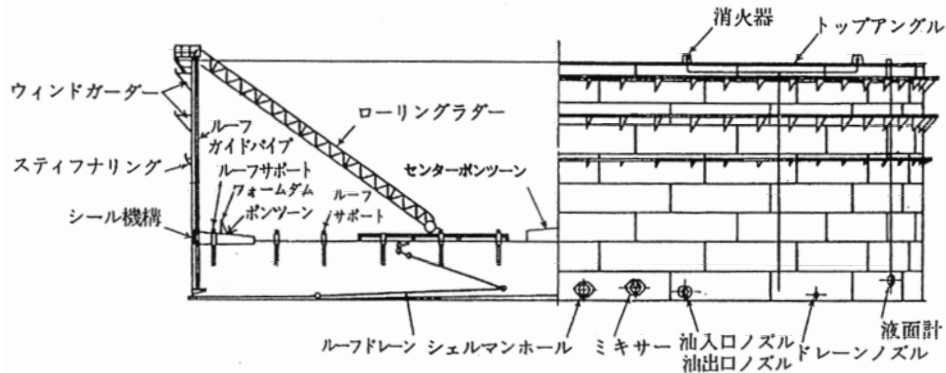 消火器
トップアングル
ウィンドガーダー
ルーフ
ガイドパイプ
ローリングラダー
スティフナリング
ルーフサポート
フォームダム
ポンツーン
ルーフ
サポート
センターポンツーン
シール機構
ルーフドレーン
シェルマンホール
ミキサー
油入口ノズル
油出口ノズル
ドレーンノズル
液面計